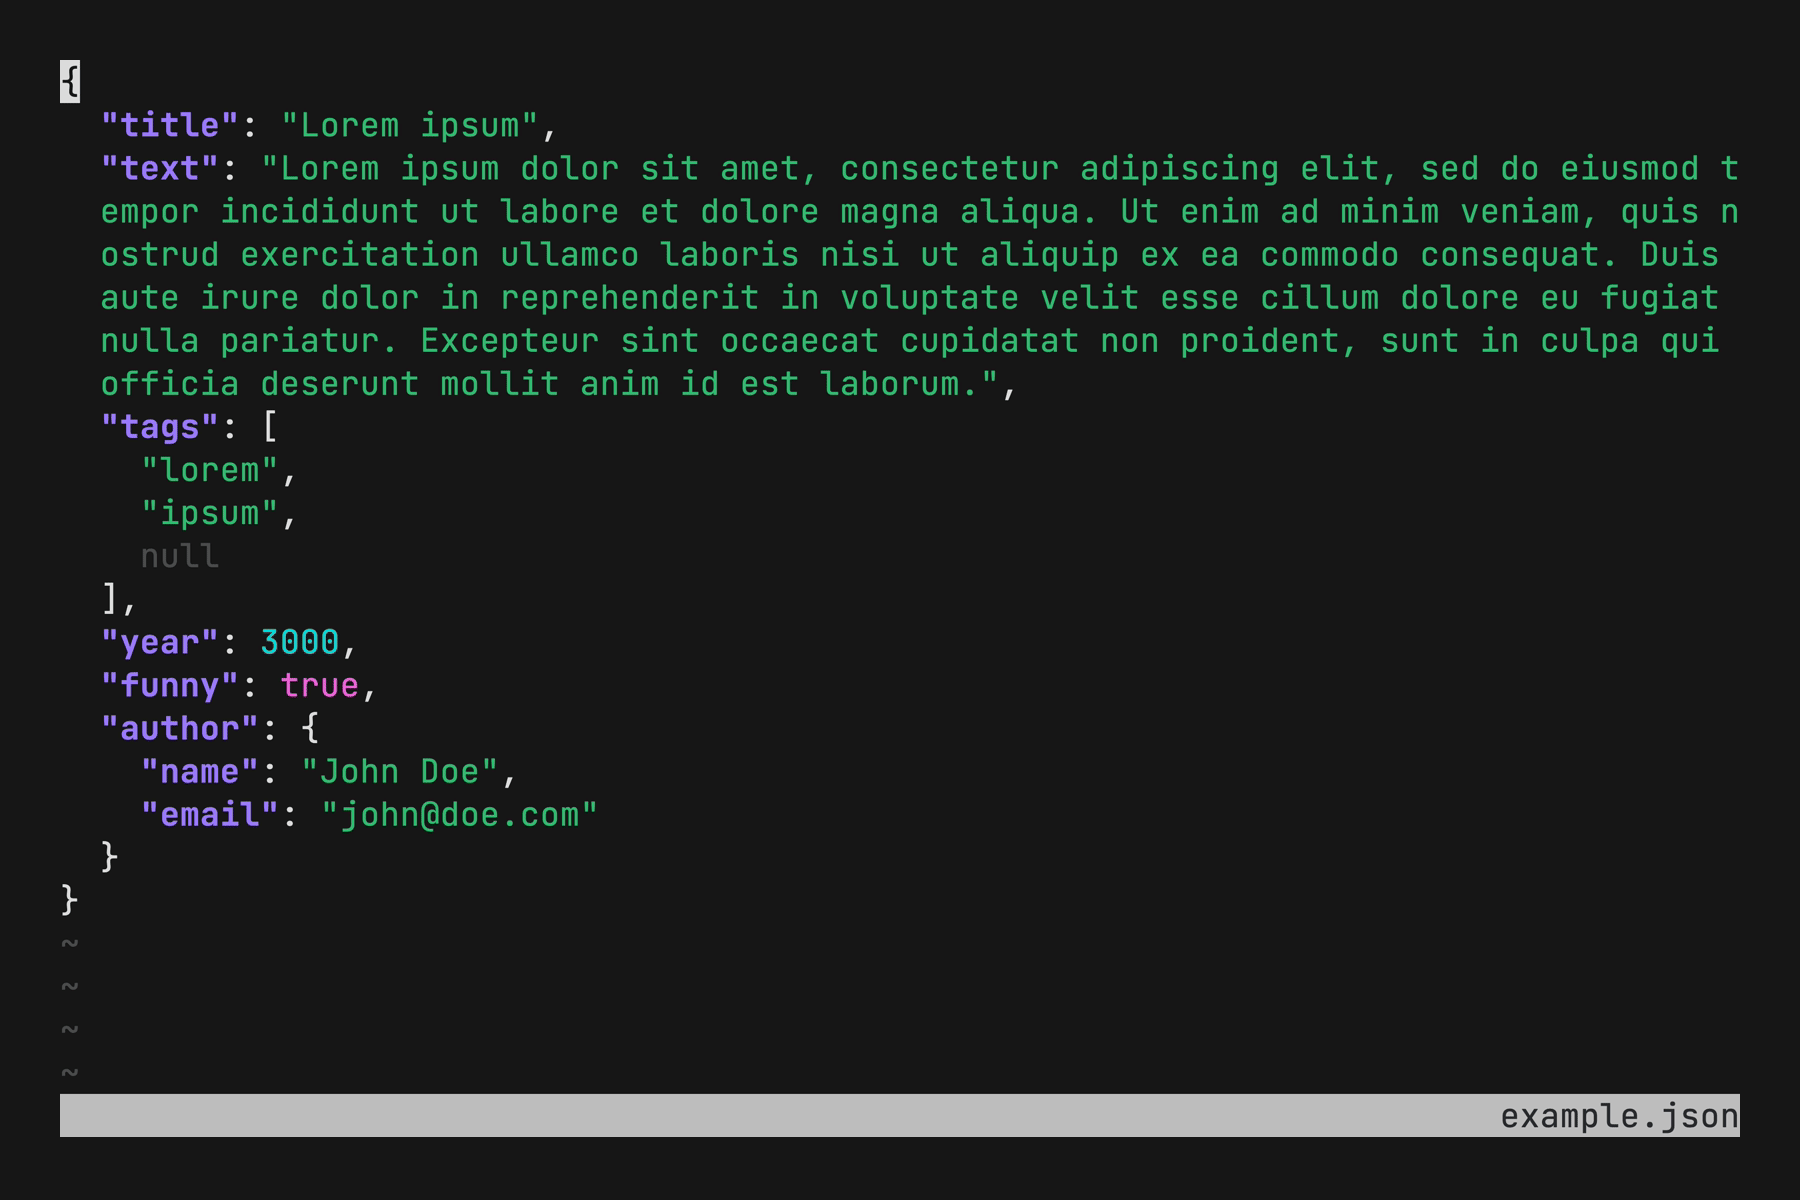 {
  "title": "Lorem ipsum",
  "text": "Lorem ipsum dolor sit amet, consectetur adipiscing elit, sed do eiusmod t
  empor incididunt ut labore et dolore magna aliqua. Ut enim ad minim veniam, quis n
  ostrud exercitation ullamco laboris nisi ut aliquip ex ea commodo consequat. Duis
  aute irure dolor in reprehenderit in voluptate velit esse cillum dolore eu fugiat
  nulla pariatur. Excepteur sint occaecat cupidatat non proident, sunt in culpa qui
  officia deserunt mollit anim id est laborum.",
  "tags": [
    "lorem",
    "ipsum",
    null
  ],
  "year": 3000,
  "funny": true,
  "author": {
    "name": "John Doe",
    "email": "john@doe.com"
  }
}
~
~
~
~
example.json